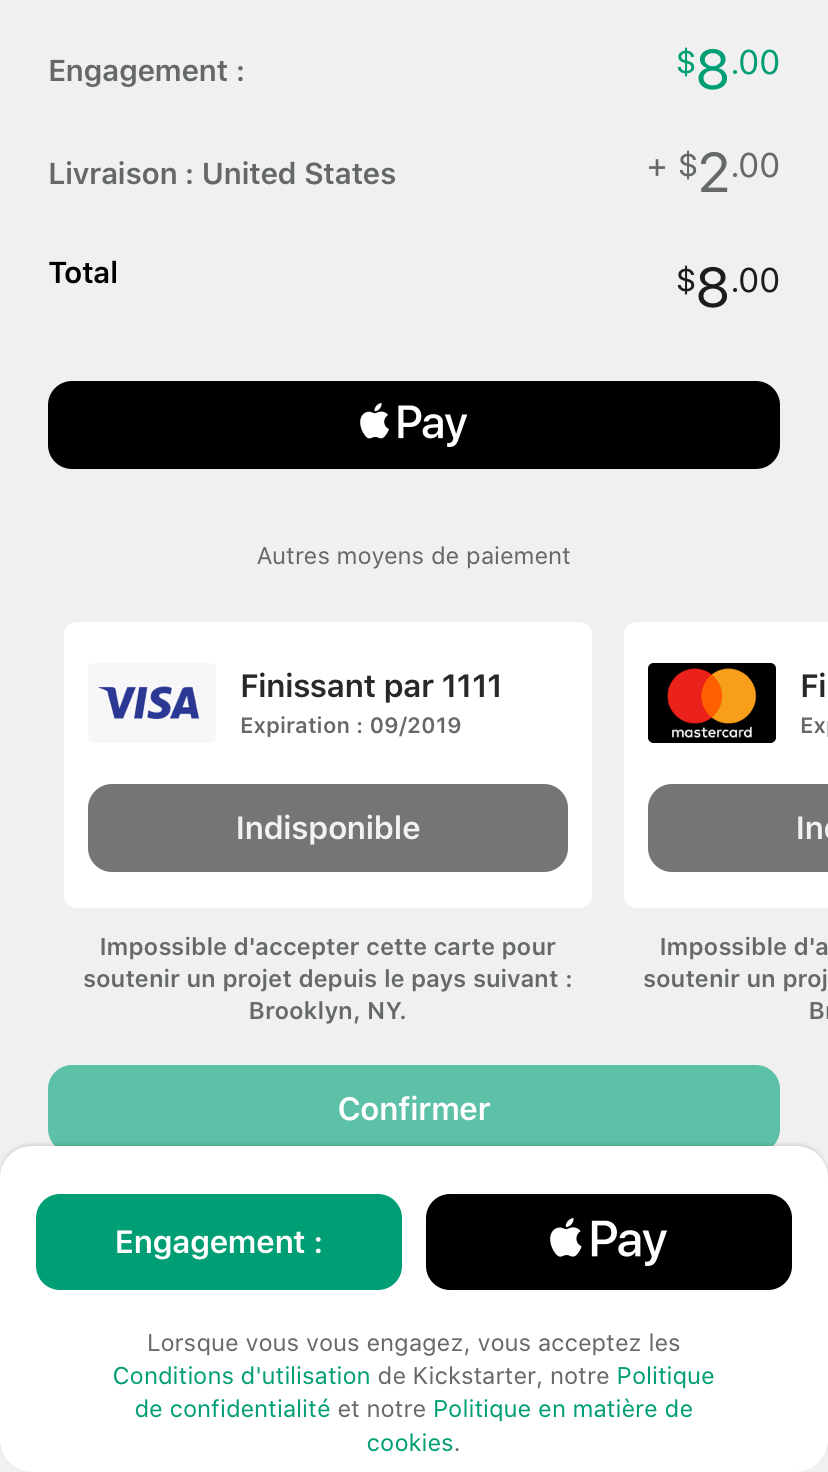 Engagement :
$8.00
Livraison : United States
+ $2.00
Total
$8.00
Pay
Autres moyens de paiement
VISA
Finissant par 1111
Expiration : 09/2019
Indisponible
Impossible d'accepter cette carte pour
soutenir un projet depuis le pays suivant :
Brooklyn, NY.
mastercard
Fi
Ex
In
Impossible d'a
soutenir un proj
B
Confirmer
Engagement :
Pay
Lorsque vous vous engagez, vous acceptez les
Conditions d'utilisation de Kickstarter, notre Politique
de confidentialité et notre Politique en matière de
cookies.